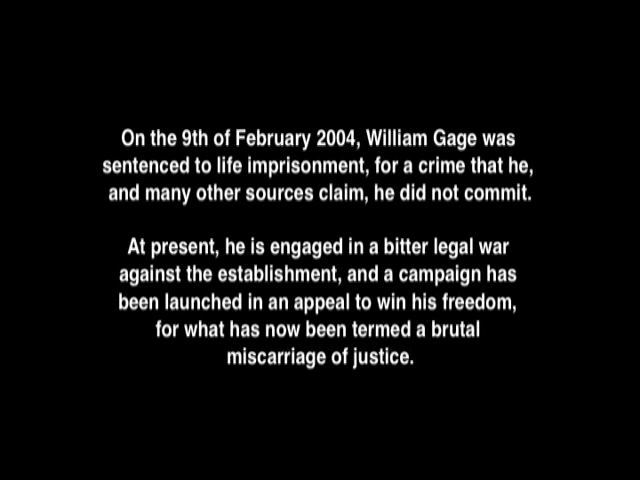 On the 9th of February 2004, William Gage was
sentenced to life imprisonment, for a crime that he,
and many other sources claim, he did not commit.
At present, he is engaged in a bitter legal war
against the establishment, and a campaign has
been launched in an appeal to win his freedom,
for what has now been termed a brutal
miscarriage of justice.